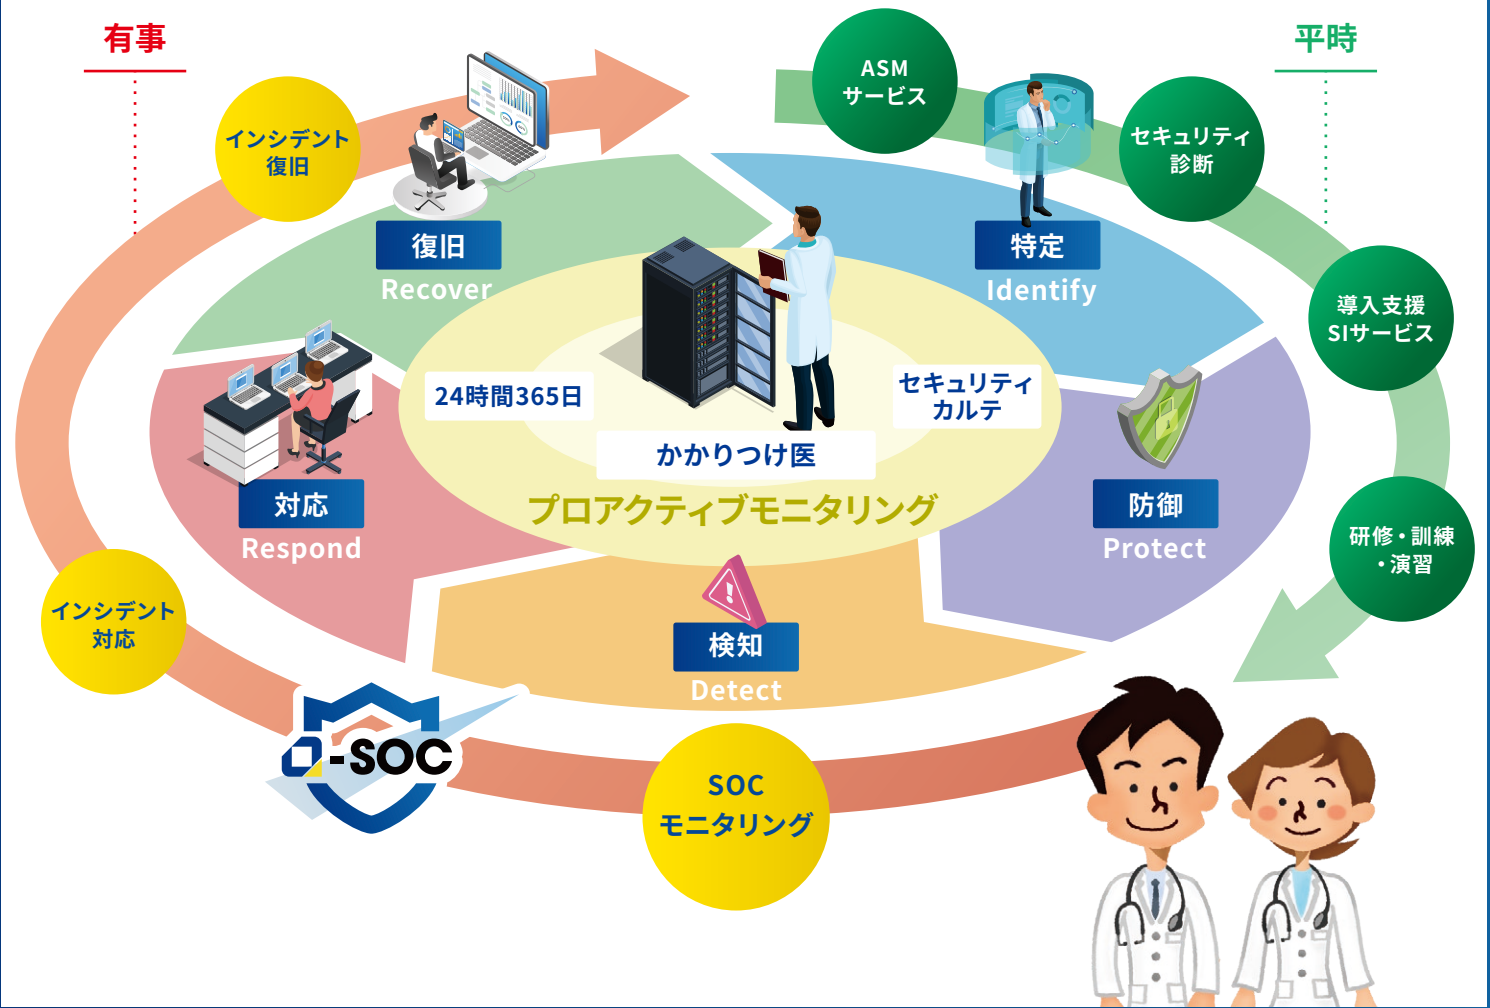 有事
平時
ASM
サービス
インシデント
復旧
セキュリティ
診断
復旧
Recover
特定
Identify
導入支援
SIサービス
24時間365日
セキュリティ
カルテ
かかりつけ医
プロアクティブモニタリング
対応
Respond
防御
Protect
研修・訓練
・演習
インシデント
対応
検知
Detect
α-SOC
SOC
モニタリング